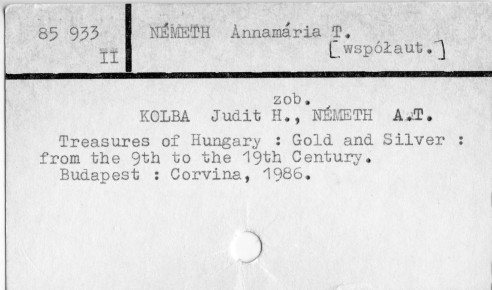 85 933
II
NÉMETH Annamária T.
[współaut.]
zob.
KOLBA Judit H., NÉMETH A.T.
Treasures of Hungary : Gold and Silver :
from the 9th to the 19th Century.
Budapest : Corvina, 1986.